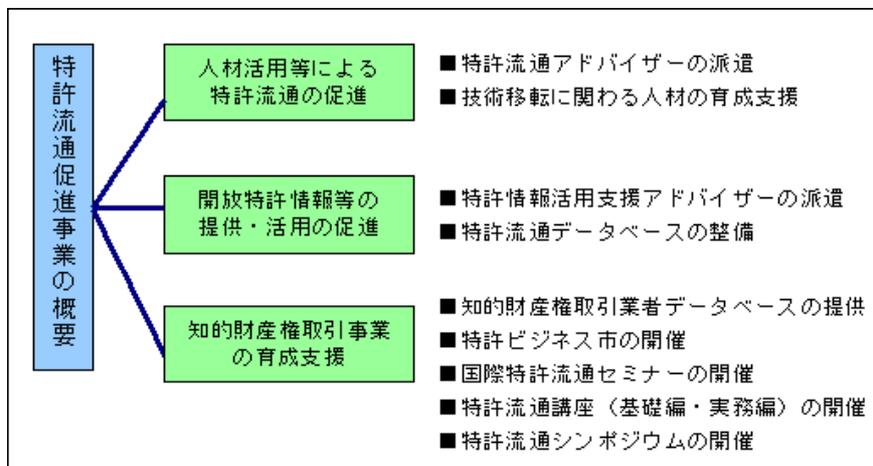 特許流通促進事業の概要
人材活用等による
特許流通の促進
■特許流通アドバイザーの派遣
■技術移転に関わる人材の育成支援
開放特許情報等の
提供・活用の促進
■特許情報活用支援アドバイザーの派遣
■特許流通データベースの整備
知的財産権取引事業
の育成支援
■知的財産権取引業者データベースの提供
■特許ビジネス市の開催
■国際特許流通セミナーの開催
■特許流通講座（基礎編・実務編）の開催
■特許流通シンポジウムの開催